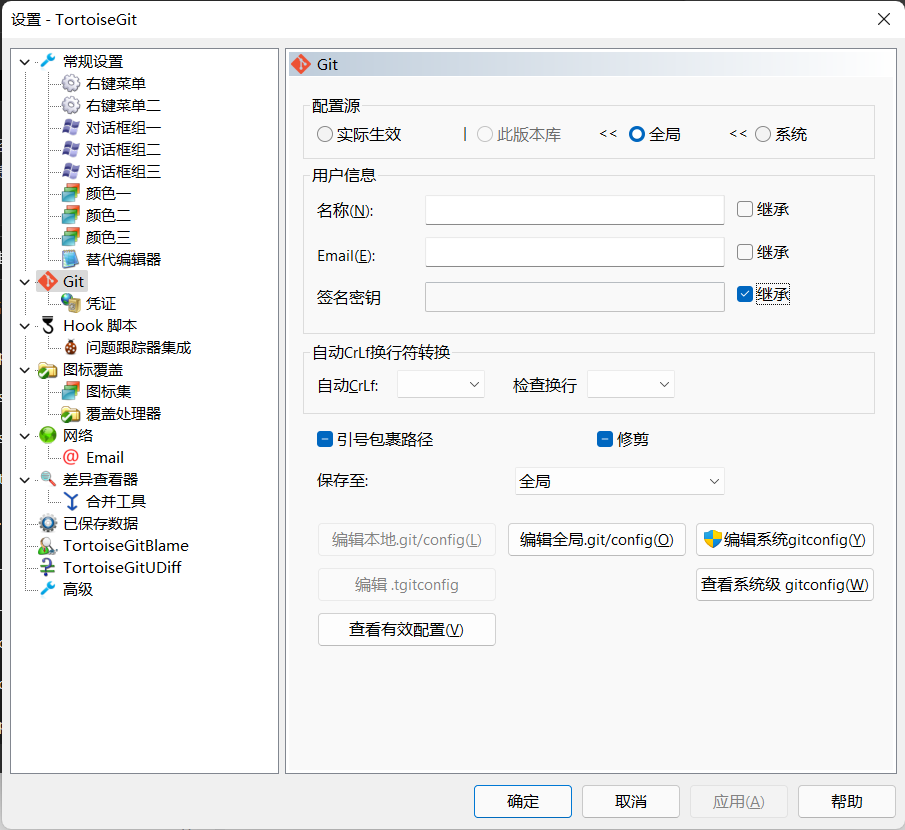 设置 - TortoiseGit
常规设置
右键菜单
右键菜单二
对话框组一
对话框组二
对话框组三
颜色一
颜色二
颜色三
替代编辑器
Git
凭证
Hook 脚本
问题跟踪器集成
图标覆盖
图标集
覆盖处理器
网络
Email
差异查看器
合并工具
已保存数据
TortoiseGitBlame
TortoiseGitUDiff
高级
Git
配置源
实际生效 | 此版本库 << 全局 << 系统
用户信息
名称(N): 继承
Email(E): 继承
签名密钥 继承
自动CrLf换行符转换
自动CrLf: 检查换行
引号包裹路径 修剪
保存至: 全局
编辑本地.git/config(L) 编辑全局.git/config(O) 编辑系统gitconfig(Y)
编辑 .tgitconfig 查看系统级 gitconfig(W)
查看有效配置(V)
确定 取消 应用(A) 帮助